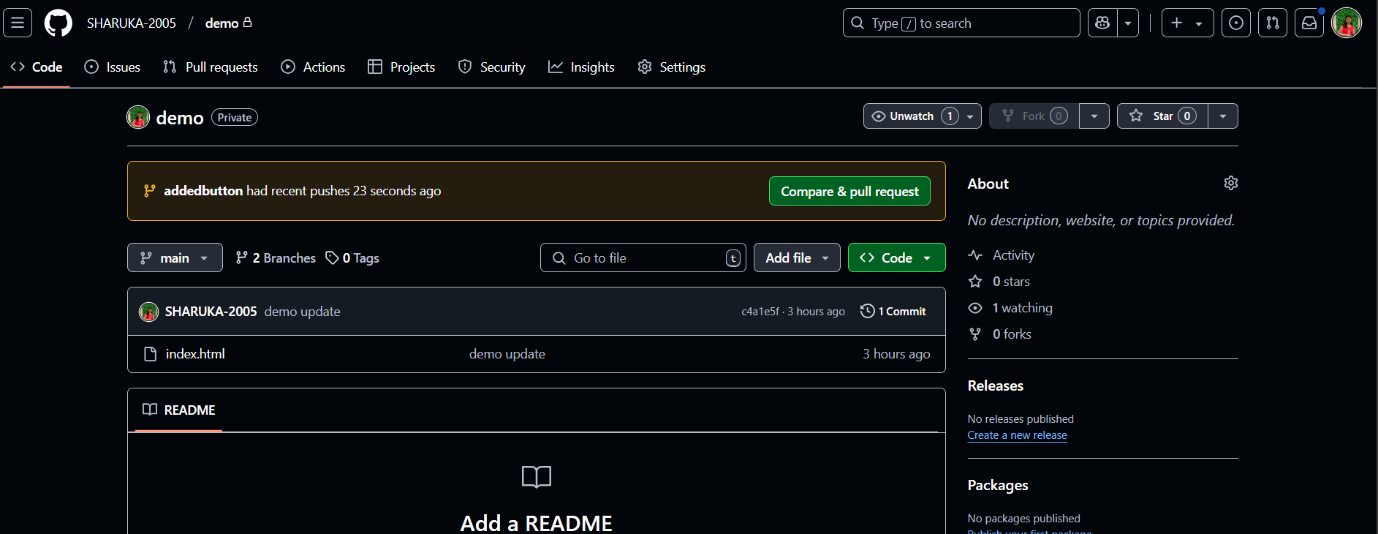 SHARUKA-2005 / demo Type / to search
Code Issues Pull requests Actions Projects Security Insights Settings
demo Private Unwatch 1 Fork 0 Star 0
addedbutton had recent pushes 23 seconds ago Compare & pull request
main 2 Branches 0 Tags Go to file t Add file Code
SHARUKA-2005 demo update c4a1e5f · 3 hours ago 1 Commit
index.html demo update 3 hours ago
README
Add a README
About
No description, website, or topics provided.
Activity
0 stars
1 watching
0 forks
Releases
No releases published
Create a new release
Packages
No packages published
Publish your first package